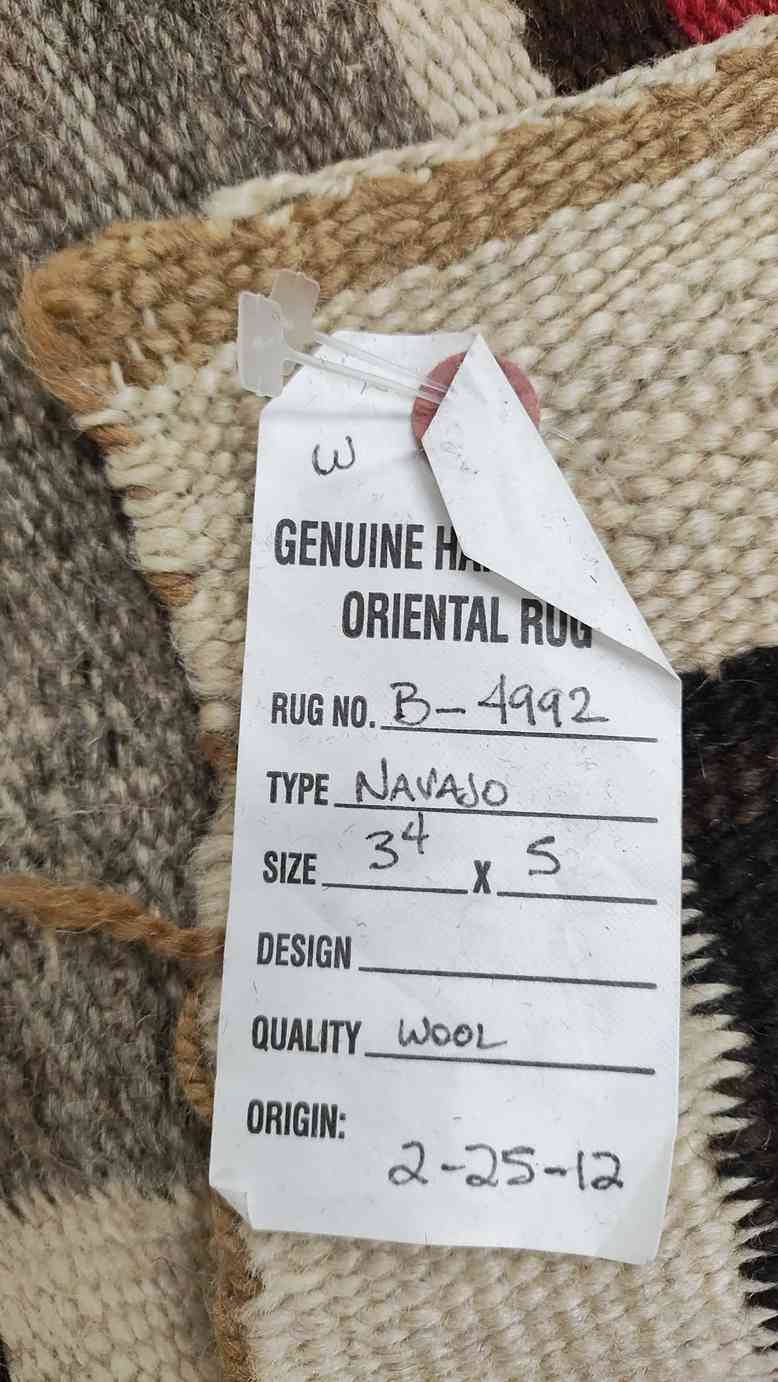 W
GENUINE HA
ORIENTAL RUG
RUG NO. B-4992
TYPE NAVAJO
SIZE 3⁴ X 5
DESIGN
QUALITY WOOL
ORIGIN:
2-25-12